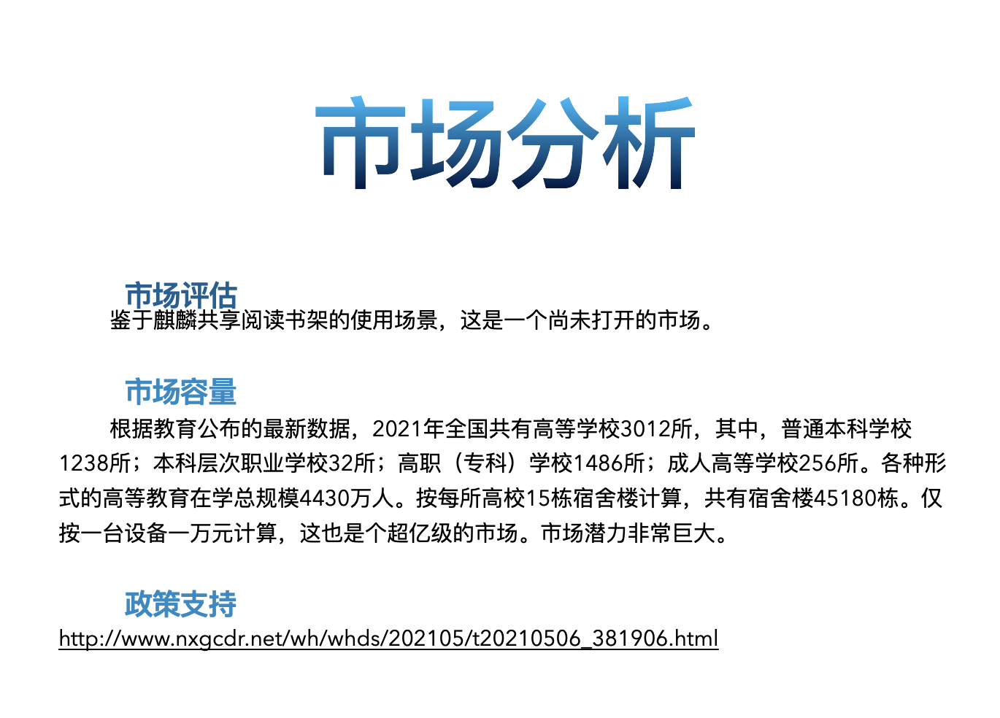 市场分析
市场评估
鉴于麒麟共享阅读书架的使用场景，这是一个尚未打开的市场。
市场容量
根据教育公布的最新数据，2021年全国共有高等学校3012所，其中，普通本科学校
1238所；本科层次职业学校32所；高职（专科）学校1486所；成人高等学校256所。各种形
式的高等教育在学总规模4430万人。按每所高校15栋宿舍楼计算，共有宿舍楼45180栋。仅
按一台设备一万元计算，这也是个超亿级的市场。市场潜力非常巨大。
政策支持
http://www.nxgcdr.net/wh/whds/202105/t20210506_381906.html